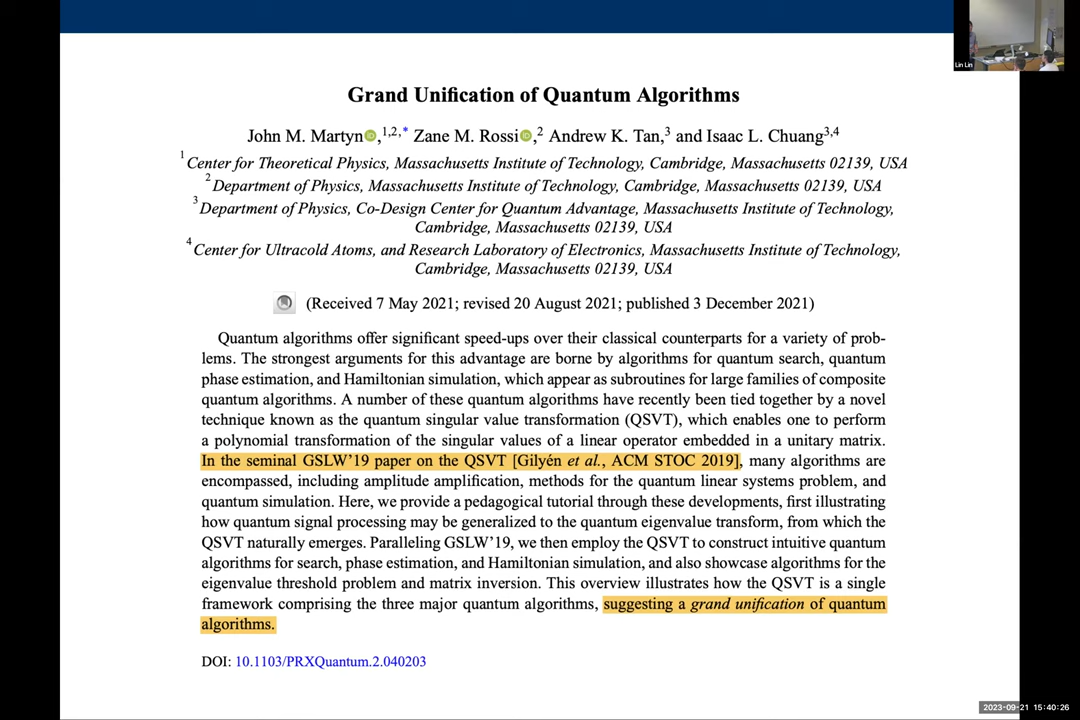 Lin Lin
Grand Unification of Quantum Algorithms
John M. Martyn,1,2,* Zane M. Rossi,2 Andrew K. Tan,3 and Isaac L. Chuang3,4
1 Center for Theoretical Physics, Massachusetts Institute of Technology, Cambridge, Massachusetts 02139, USA
2 Department of Physics, Massachusetts Institute of Technology, Cambridge, Massachusetts 02139, USA
3 Department of Physics, Co-Design Center for Quantum Advantage, Massachusetts Institute of Technology,
Cambridge, Massachusetts 02139, USA
4 Center for Ultracold Atoms, and Research Laboratory of Electronics, Massachusetts Institute of Technology,
Cambridge, Massachusetts 02139, USA
(Received 7 May 2021; revised 20 August 2021; published 3 December 2021)
Quantum algorithms offer significant speed-ups over their classical counterparts for a variety of prob-
lems. The strongest arguments for this advantage are borne by algorithms for quantum search, quantum
phase estimation, and Hamiltonian simulation, which appear as subroutines for large families of composite
quantum algorithms. A number of these quantum algorithms have recently been tied together by a novel
technique known as the quantum singular value transformation (QSVT), which enables one to perform
a polynomial transformation of the singular values of a linear operator embedded in a unitary matrix.
In the seminal GSLW'19 paper on the QSVT [Gilyén et al., ACM STOC 2019], many algorithms are
encompassed, including amplitude amplification, methods for the quantum linear systems problem, and
quantum simulation. Here, we provide a pedagogical tutorial through these developments, first illustrating
how quantum signal processing may be generalized to the quantum eigenvalue transform, from which the
QSVT naturally emerges. Paralleling GSLW'19, we then employ the QSVT to construct intuitive quantum
algorithms for search, phase estimation, and Hamiltonian simulation, and also showcase algorithms for the
eigenvalue threshold problem and matrix inversion. This overview illustrates how the QSVT is a single
framework comprising the three major quantum algorithms, suggesting a grand unification of quantum
algorithms.
DOI: 10.1103/PRXQuantum.2.040203
2023-09-21 15:40:26